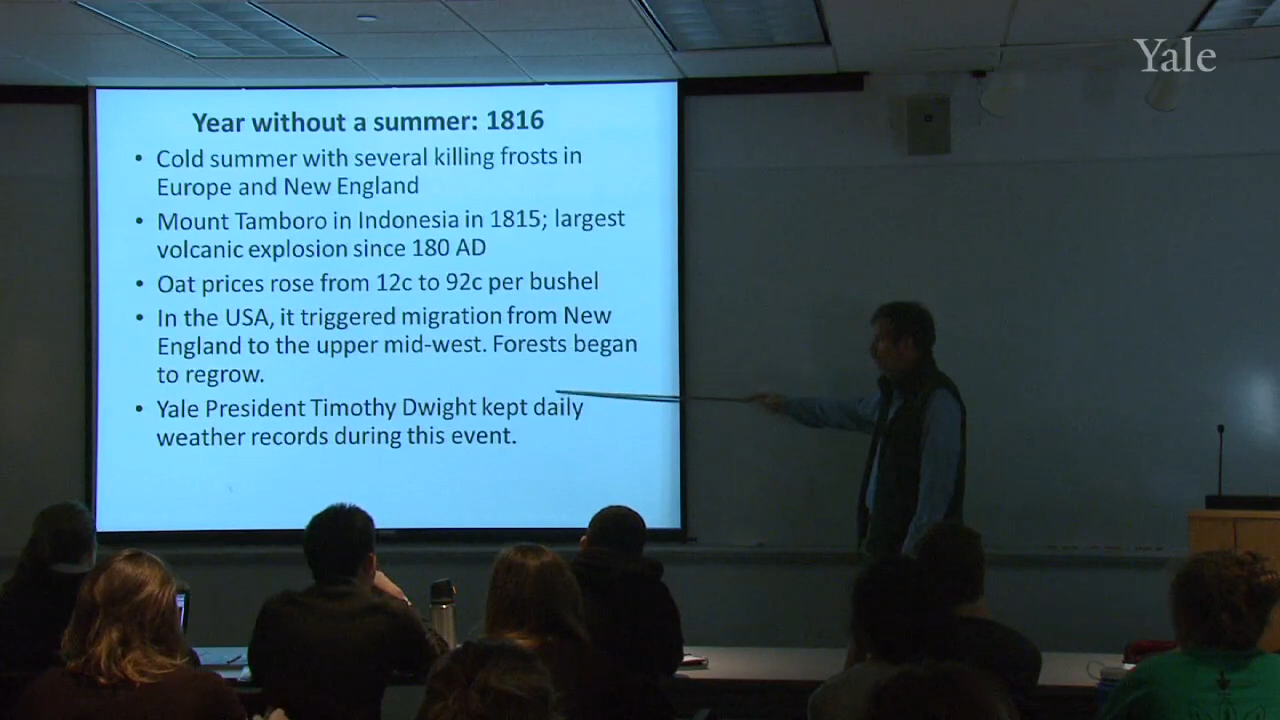 Yale
Year without a summer: 1816
• Cold summer with several killing frosts in
Europe and New England
• Mount Tamboro in Indonesia in 1815; largest
volcanic explosion since 180 AD
• Oat prices rose from 12c to 92c per bushel
• In the USA, it triggered migration from New
England to the upper mid-west. Forests began
to regrow.
• Yale President Timothy Dwight kept daily
weather records during this event.